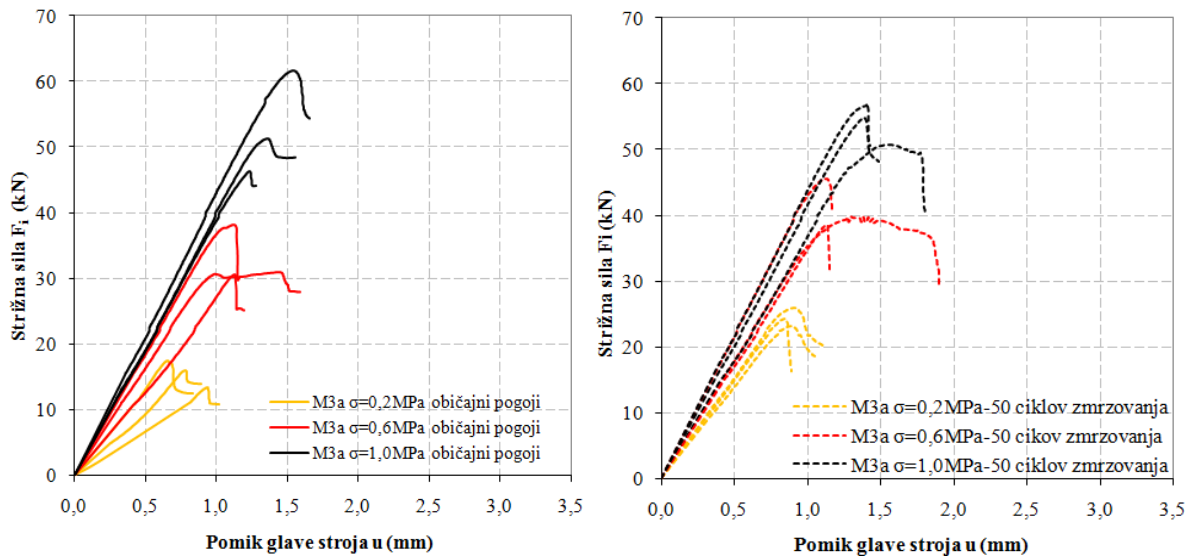 70
60
50
40
30
20
10
0
Strižna sila Fi (kN)
M3a σ=0,2MPa običajni pogoji
M3a σ=0,6MPa običajni pogoji
M3a σ=1,0MPa običajni pogoji
0,0 0,5 1,0 1,5 2,0 2,5 3,0 3,5
Pomik glave stroja u (mm)
70
60
50
40
30
20
10
0
Strižna sila Fi (kN)
M3a σ=0,2MPa-50 ciklov zmrzovanja
M3a σ=0,6MPa-50 cikov zmrzovanja
M3a σ=1,0MPa-50 ciklov zmrzovanja
0,0 0,5 1,0 1,5 2,0 2,5 3,0 3,5
Pomik glave stroja u (mm)